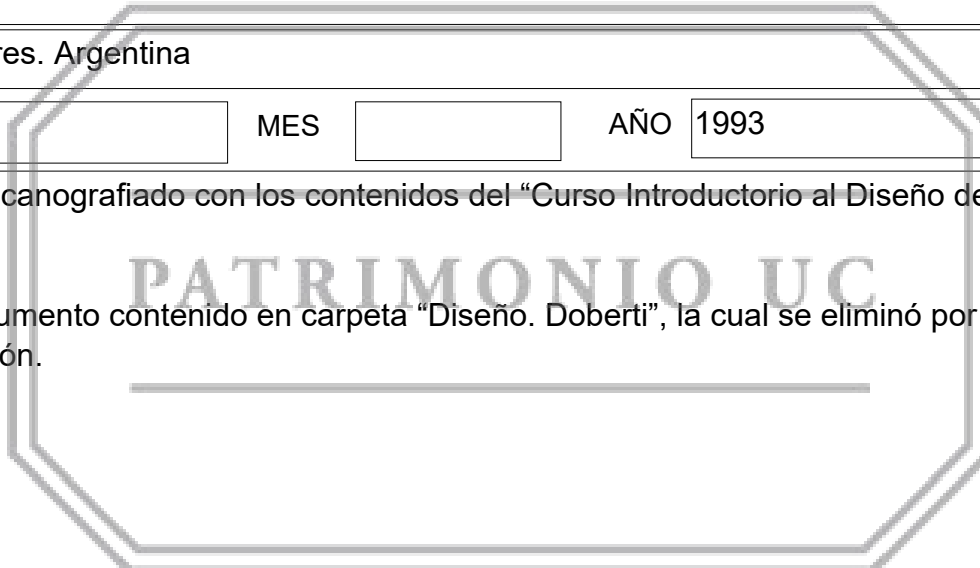 res. Argentina
MES AÑO 1993
canografiado con los contenidos del “Curso Introductorio al Diseño de
PATRIMONIO UC
umento contenido en carpeta “Diseño. Doberti”, la cual se eliminó por
ón.